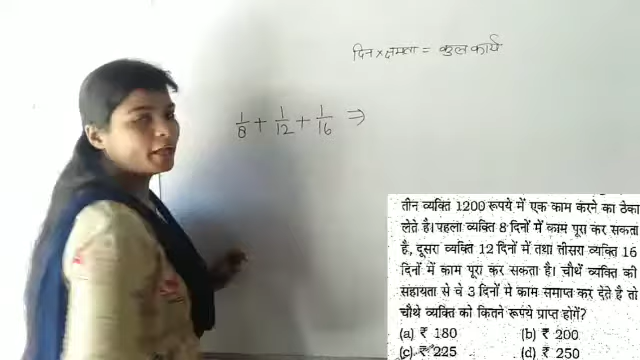 दिन × क्षमता = कुल कार्य
1/8 + 1/12 + 1/16 ⇒
तीन व्यक्ति 1200 रूपये में एक काम करने का ठेका
लेते है। पहला व्यक्ति 8 दिनों में काम पूरा कर सकता
है, दूसरा व्यक्ति 12 दिनों में तथा तीसरा व्यक्ति 16
दिनों में काम पूरा कर सकता है। चौथे व्यक्ति की
सहायता से वे 3 दिनों मे काम समाप्त कर देते है तो
चौथे व्यक्ति को कितने रूपये प्राप्त होगें?
(a) ₹ 180 (b) ₹ 200
(c) ₹ 225 (d) ₹ 250